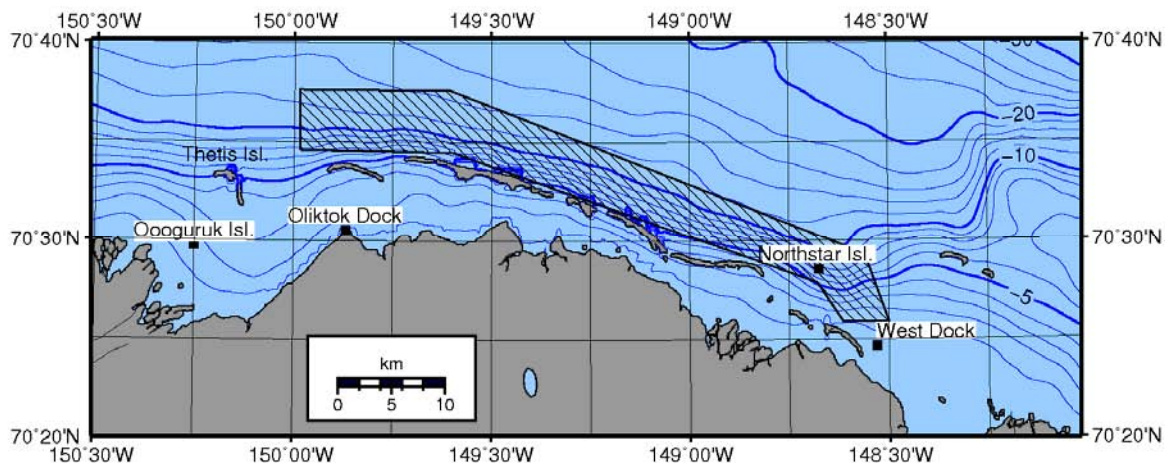 150°30'W 150°00'W 149°30'W 149°00'W 148°30'W
70°40'N 70°40'N
-20
Thetis Isl.
-10
Oliktok Dock
Oooguruk Isl.
70°30'N 70°30'N
Northstar Isl.
-5
West Dock
km
0 5 10
70°20'N 70°20'N
150°30'W 150°00'W 149°30'W 149°00'W 148°30'W